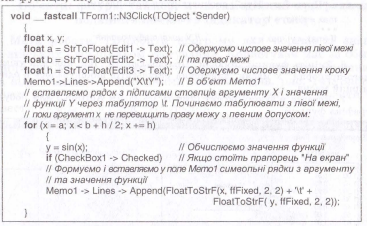 void __fastcall TForm1::N3Click(TObject *Sender)
{
float x, y;
float a = StrToFloat(Edit1 -> Text); // Одержуємо числове значення лівої межі
float b = StrToFloat(Edit2 -> Text); // та правої межі
float h = StrToFloat(Edit3 -> Text); // Одержуємо числове значення кроку
Memo1->Lines->Append("X\tY"); // В об'єкт Memo1
// вставляємо рядок з підписами стовпців аргументу X і значення
// функції Y через табулятор \t. Починаємо табулювати з лівої межі,
// поки аргумент x не перевищить праву межу з певним допуском:
for (x = a; x < b + h / 2; x += h)
{
y = sin(x); // Обчислюємо значення функції
if (CheckBox1 -> Checked) // Якщо стоїть прапорець "На екран"
// Формуємо і вставляємо у поле Memo1 символьні рядки з аргументу
// та значення функції
Memo1 -> Lines -> Append(FloatToStrF(x, ffFixed, 2, 2) + '\t' +
FloatToStrF( y, ffFixed, 2, 2));
}